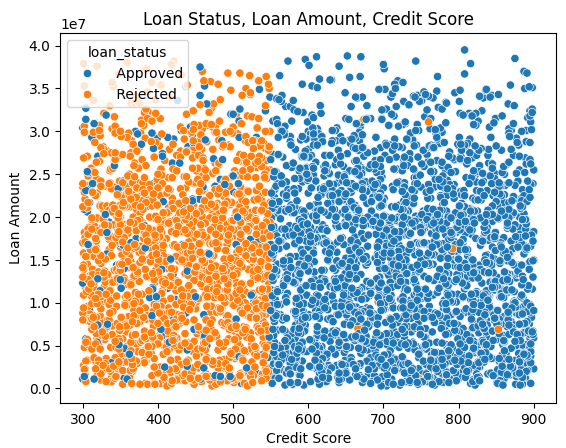 Loan Status, Loan Amount, Credit Score
1e7
4.0
3.5
3.0
2.5
2.0
1.5
1.0
0.5
0.0
Loan Amount
loan_status
Approved
Rejected
300 400 500 600 700 800 900
Credit Score